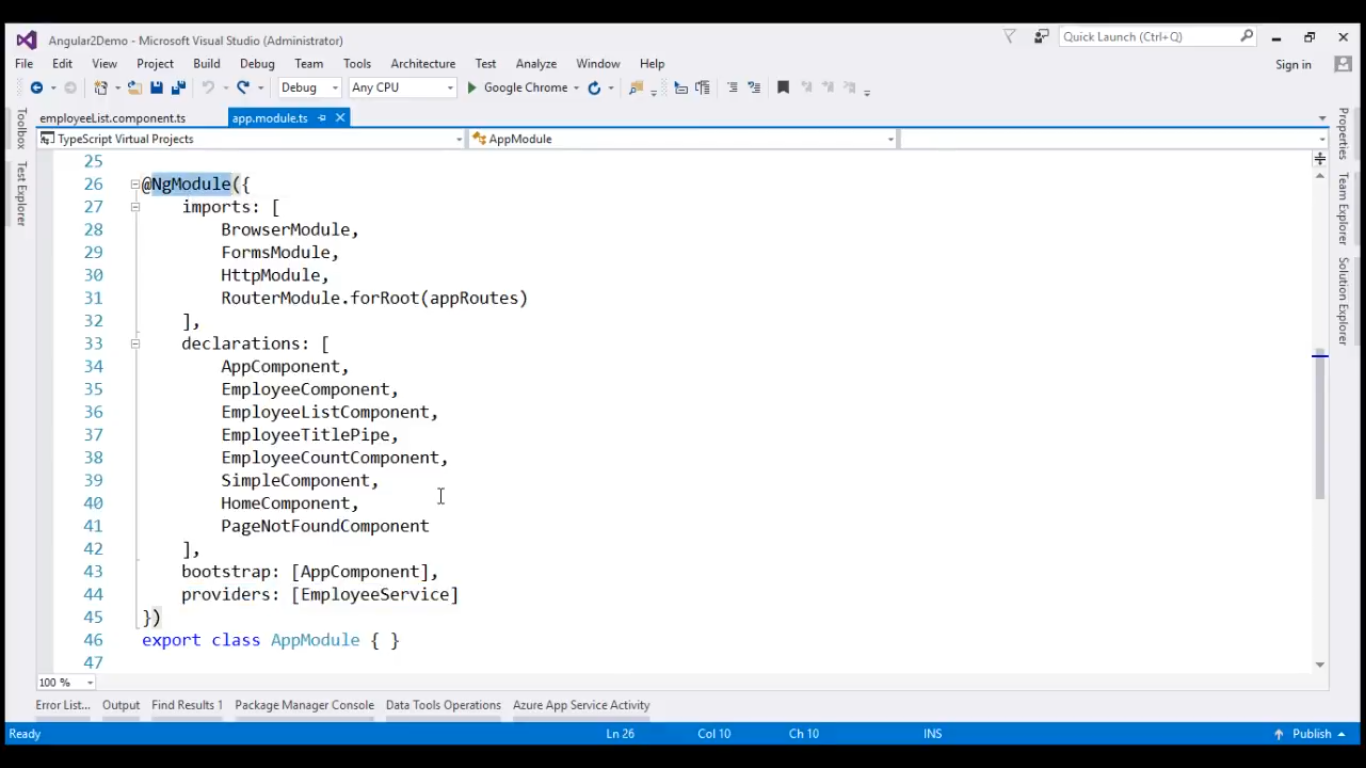 Angular2Demo - Microsoft Visual Studio (Administrator)
Quick Launch (Ctrl+Q)
File Edit View Project Build Debug Team Tools Architecture Test Analyze Window Help
Sign in
Debug Any CPU Google Chrome
employeeList.component.ts app.module.ts
TypeScript Virtual Projects AppModule
Toolbox
Test Explorer
25
26 @NgModule({
27 imports: [
28 BrowserModule,
29 FormsModule,
30 HttpModule,
31 RouterModule.forRoot(appRoutes)
32 ],
33 declarations: [
34 AppComponent,
35 EmployeeComponent,
36 EmployeeListComponent,
37 EmployeeTitlePipe,
38 EmployeeCountComponent,
39 SimpleComponent,
40 HomeComponent,
41 PageNotFoundComponent
42 ],
43 bootstrap: [AppComponent],
44 providers: [EmployeeService]
45 })
46 export class AppModule { }
47
Properties
Team Explorer
Solution Explorer
100 %
Error List... Output Find Results 1 Package Manager Console Data Tools Operations Azure App Service Activity
Ready Ln 26 Col 10 Ch 10 INS Publish